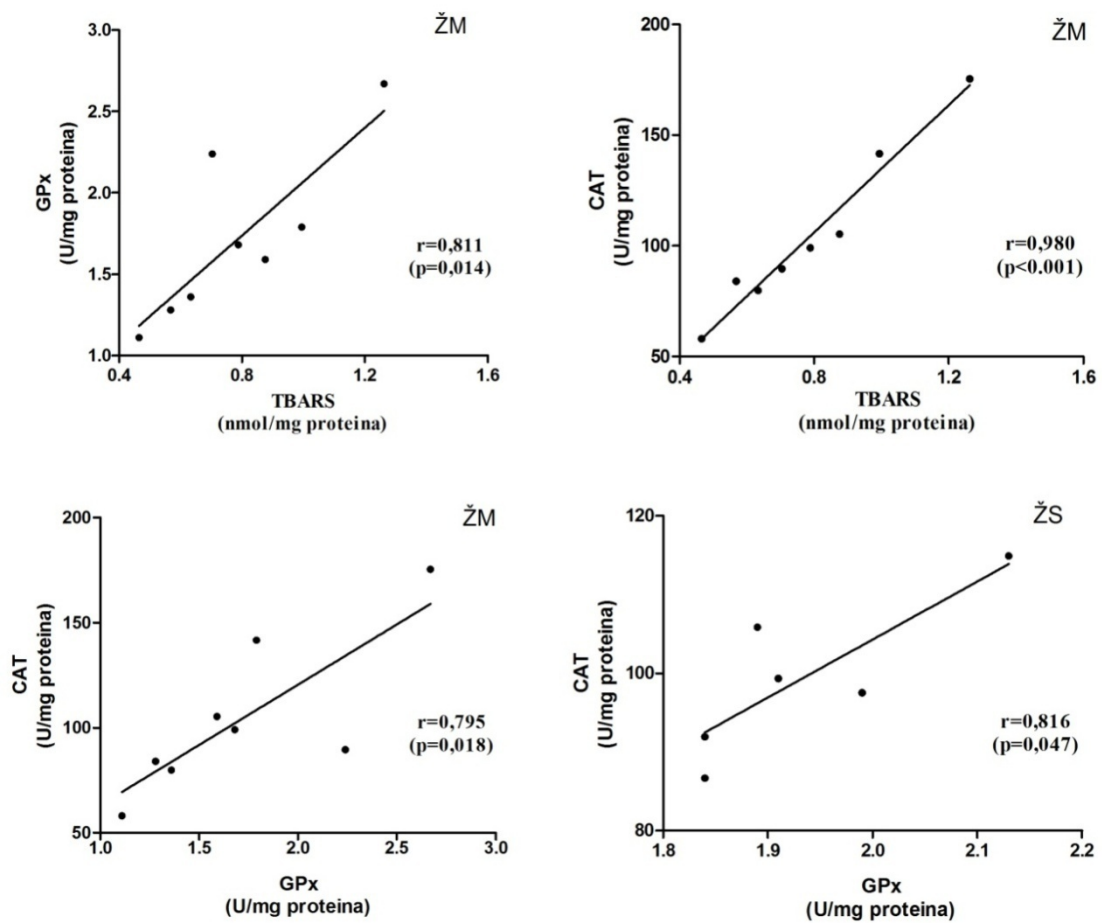 ŽM
3.0
2.5
2.0
1.5
1.0
0.4
0.8
1.2
1.6
GPx
(U/mg proteina)
r=0,811
(p=0,014)
TBARS
(nmol/mg proteina)
ŽM
200
150
100
50
0.4
0.8
1.2
1.6
CAT
(U/mg proteina)
r=0,980
(p<0.001)
TBARS
(nmol/mg proteina)
ŽM
200
150
100
50
1.0
1.5
2.0
2.5
3.0
CAT
(U/mg proteina)
r=0,795
(p=0,018)
GPx
(U/mg proteina)
ŽS
120
100
80
1.8
1.9
2.0
2.1
2.2
CAT
(U/mg proteina)
r=0,816
(p=0,047)
GPx
(U/mg proteina)